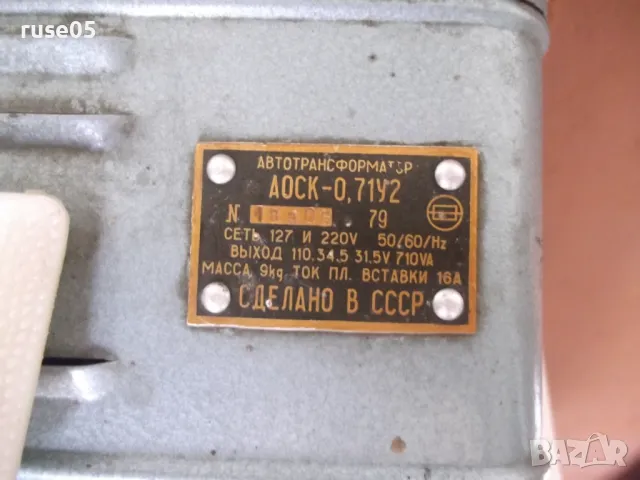 ruse05
АВТОТРАНСФОРМАТОР
АОСК-0,71У2
№ 79
СЕТЬ 127 И 220V 50/60/Hz
ВЫХОД 110.34.5 31.5V 710VA
МАССА 9kg ТОК ПЛ. ВСТАВКИ 16А
СДЕЛАНО В СССР
BAZAR